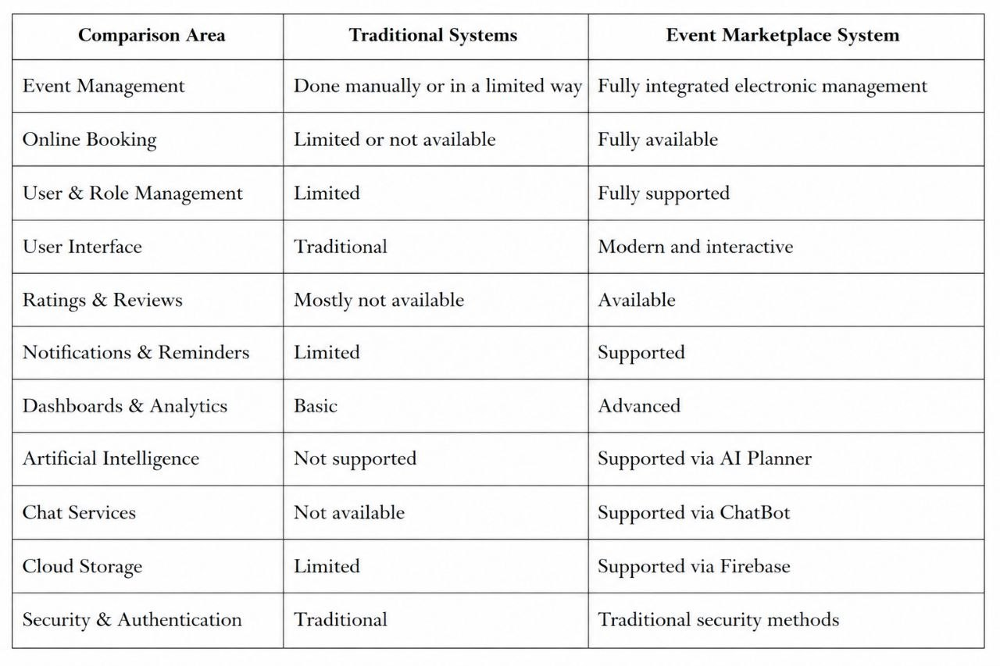 Comparison Area Traditional Systems Event Marketplace System
Event Management Done manually or in a limited way Fully integrated electronic management
Online Booking Limited or not available Fully available
User & Role Management Limited Fully supported
User Interface Traditional Modern and interactive
Ratings & Reviews Mostly not available Available
Notifications & Reminders Limited Supported
Dashboards & Analytics Basic Advanced
Artificial Intelligence Not supported Supported via AI Planner
Chat Services Not available Supported via ChatBot
Cloud Storage Limited Supported via Firebase
Security & Authentication Traditional Traditional security methods